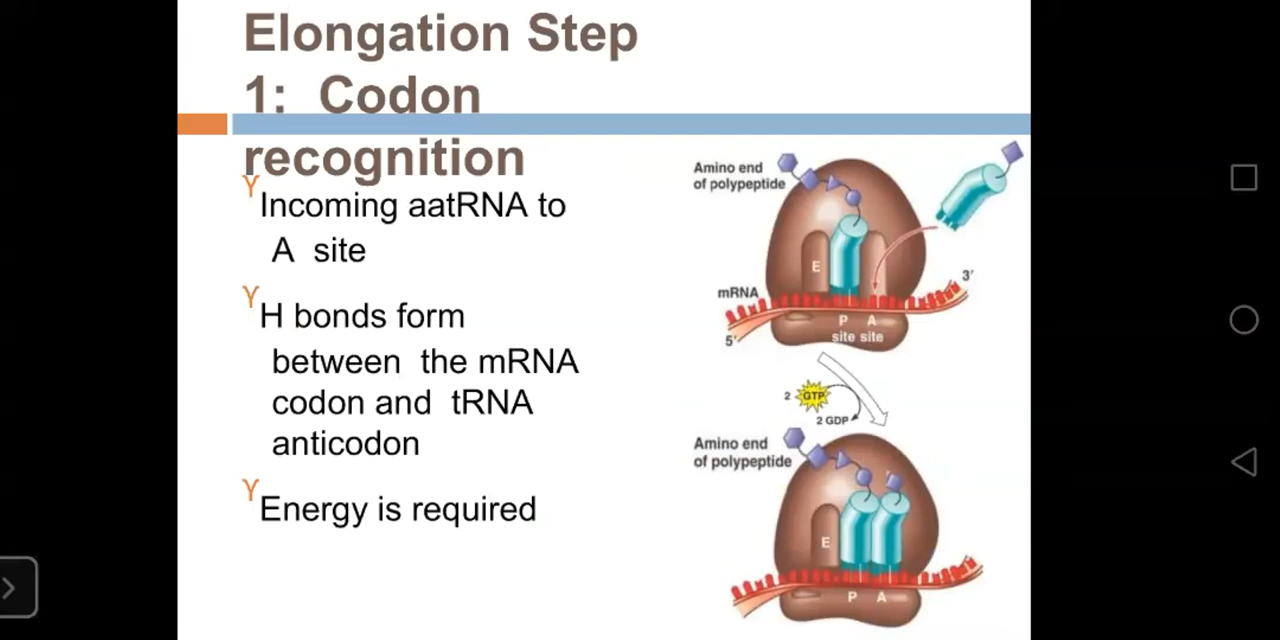 Elongation Step
1: Codon
recognition
Incoming aatRNA to
A site
H bonds form
between the mRNA
codon and tRNA
anticodon
Energy is required
Amino end
of polypeptide
E
mRNA
3'
5'
P A
site site
2 GTP
2 GDP
Amino end
of polypeptide
E
P A